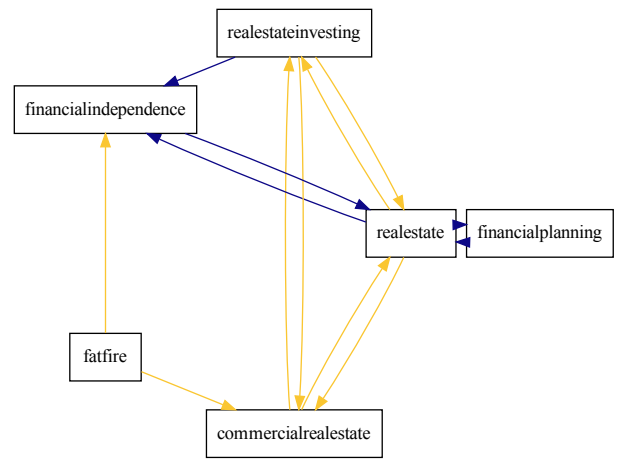 realestateinvesting
financialindependence
realestate
financialplanning
fatfire
commercialrealestate